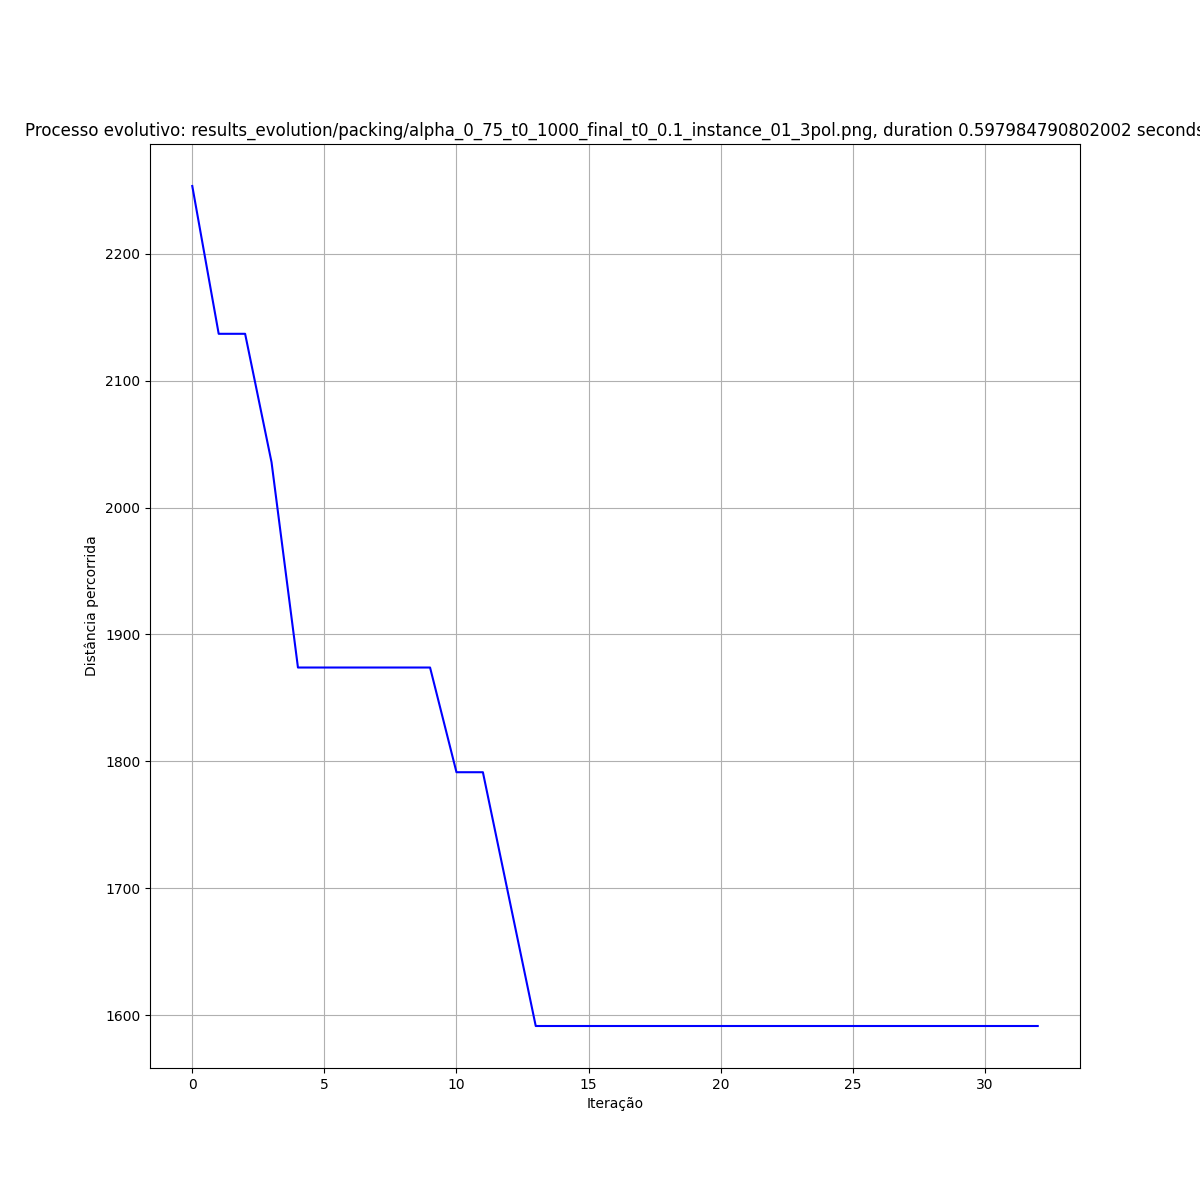 Processo evolutivo: results_evolution/packing/alpha_0_75_t0_1000_final_t0_0.1_instance_01_3pol.png, duration 0.597984790802002 seconds
2200
2100
2000
1900
1800
1700
1600
Distância percorrida
0 5 10 15 20 25 30
Iteração